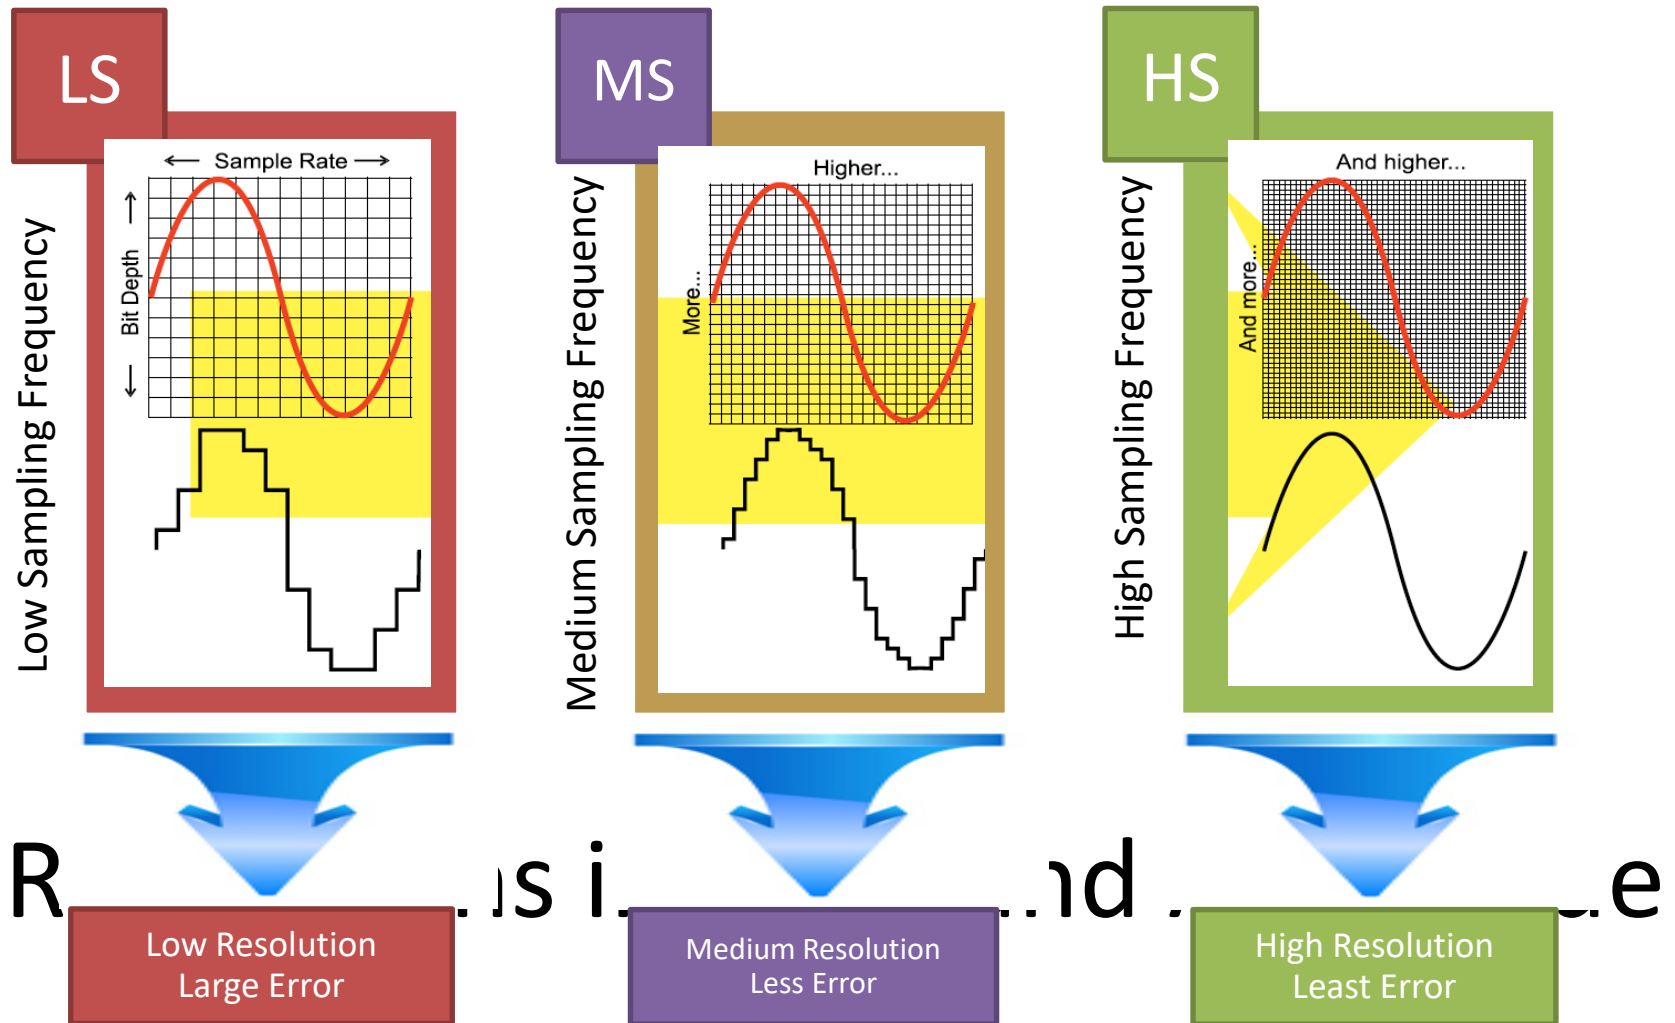 LS
← Sample Rate →
← Bit Depth →
Low Sampling Frequency
Low Resolution
Large Error
MS
Higher...
More...
Medium Sampling Frequency
Medium Resolution
Less Error
HS
And higher...
And more...
High Sampling Frequency
High Resolution
Least Error